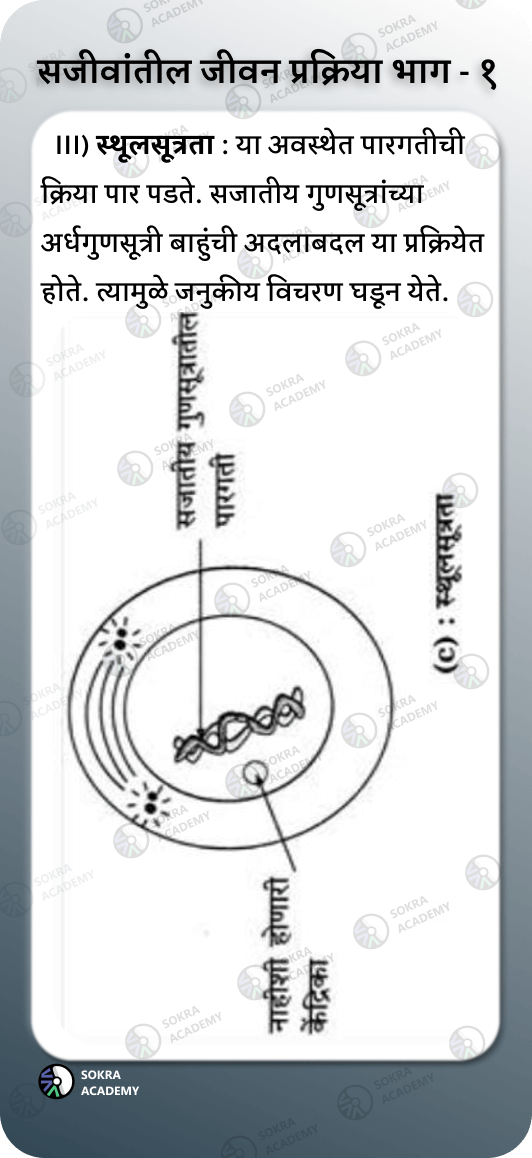 सजीवांतील जीवन प्रक्रिया भाग - १
III) स्थूलसूत्रता : या अवस्थेत पारगतीची
क्रिया पार पडते. सजातीय गुणसूत्रांच्या
अर्धगुणसूत्री बाहुंची अदलाबदल या प्रक्रियेत
होते. त्यामुळे जनुकीय विचरण घडून येते.
सजातीय गुणसूत्रातील
पारगती
(C) : स्थूलसूत्रता
नाहीशी होणारी
केंद्रिका
SOKRA
ACADEMY